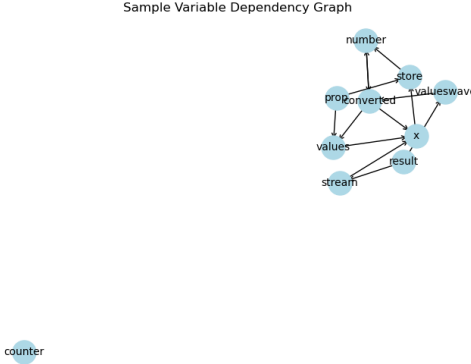 Sample Variable Dependency Graph
number
store
valueswave
prop
converted
x
values
result
stream
counter